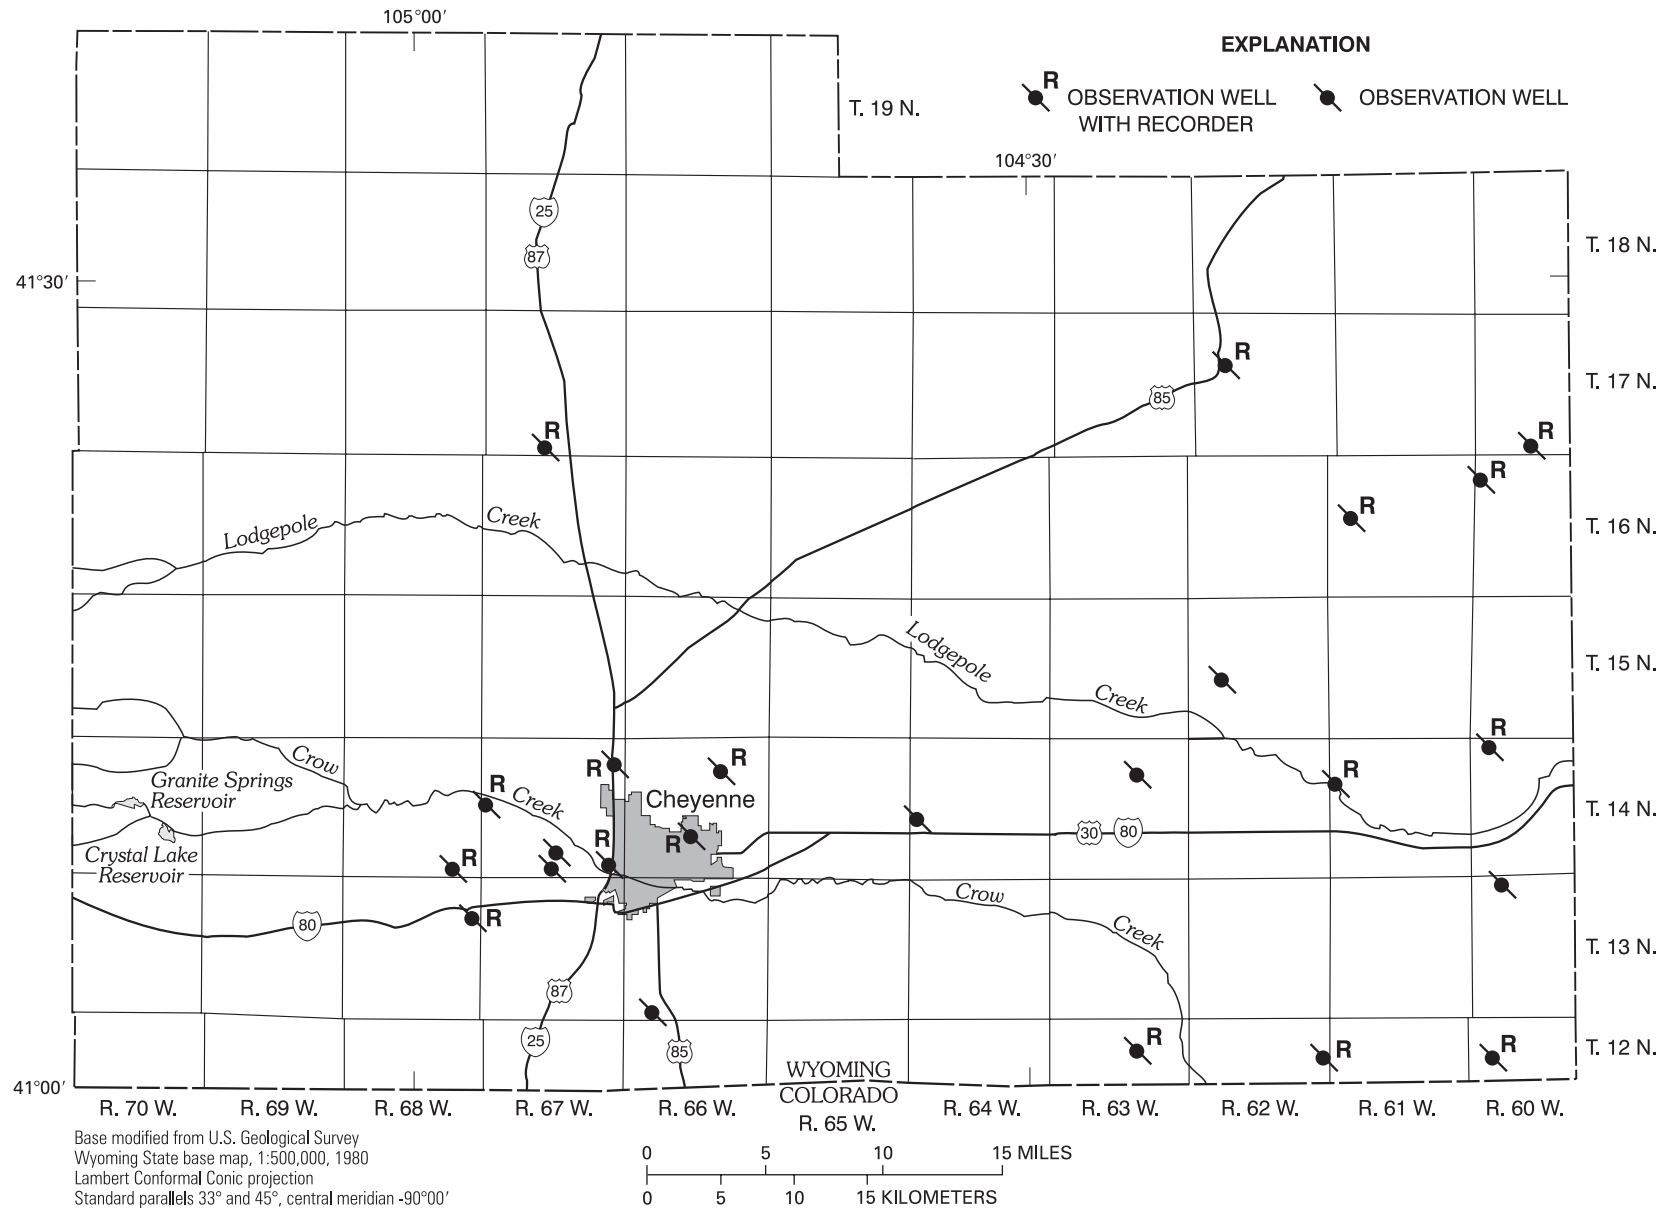 105°00'
EXPLANATION
R
OBSERVATION WELL
WITH RECORDER
OBSERVATION WELL
T. 19 N.
104°30'
25
87
T. 18 N.
41°30'
R
85
T. 17 N.
R
R
R
R
Lodgepole
Creek
T. 16 N.
Lodgepole
Creek
T. 15 N.
R
Crow
R
R
R
Granite Springs
Reservoir
R
Creek
Cheyenne
T. 14 N.
30
80
R
R
Crystal Lake
Reservoir
R
Crow
Creek
80
R
T. 13 N.
87
25
85
R
R
R
T. 12 N.
WYOMING
COLORADO
41°00'
R. 70 W.
R. 69 W.
R. 68 W.
R. 67 W.
R. 66 W.
R. 65 W.
R. 64 W.
R. 63 W.
R. 62 W.
R. 61 W.
R. 60 W.
Base modified from U.S. Geological Survey
Wyoming State base map, 1:500,000, 1980
Lambert Conformal Conic projection
Standard parallels 33° and 45°, central meridian -90°00'
0 5 10 15 MILES
0 5 10 15 KILOMETERS